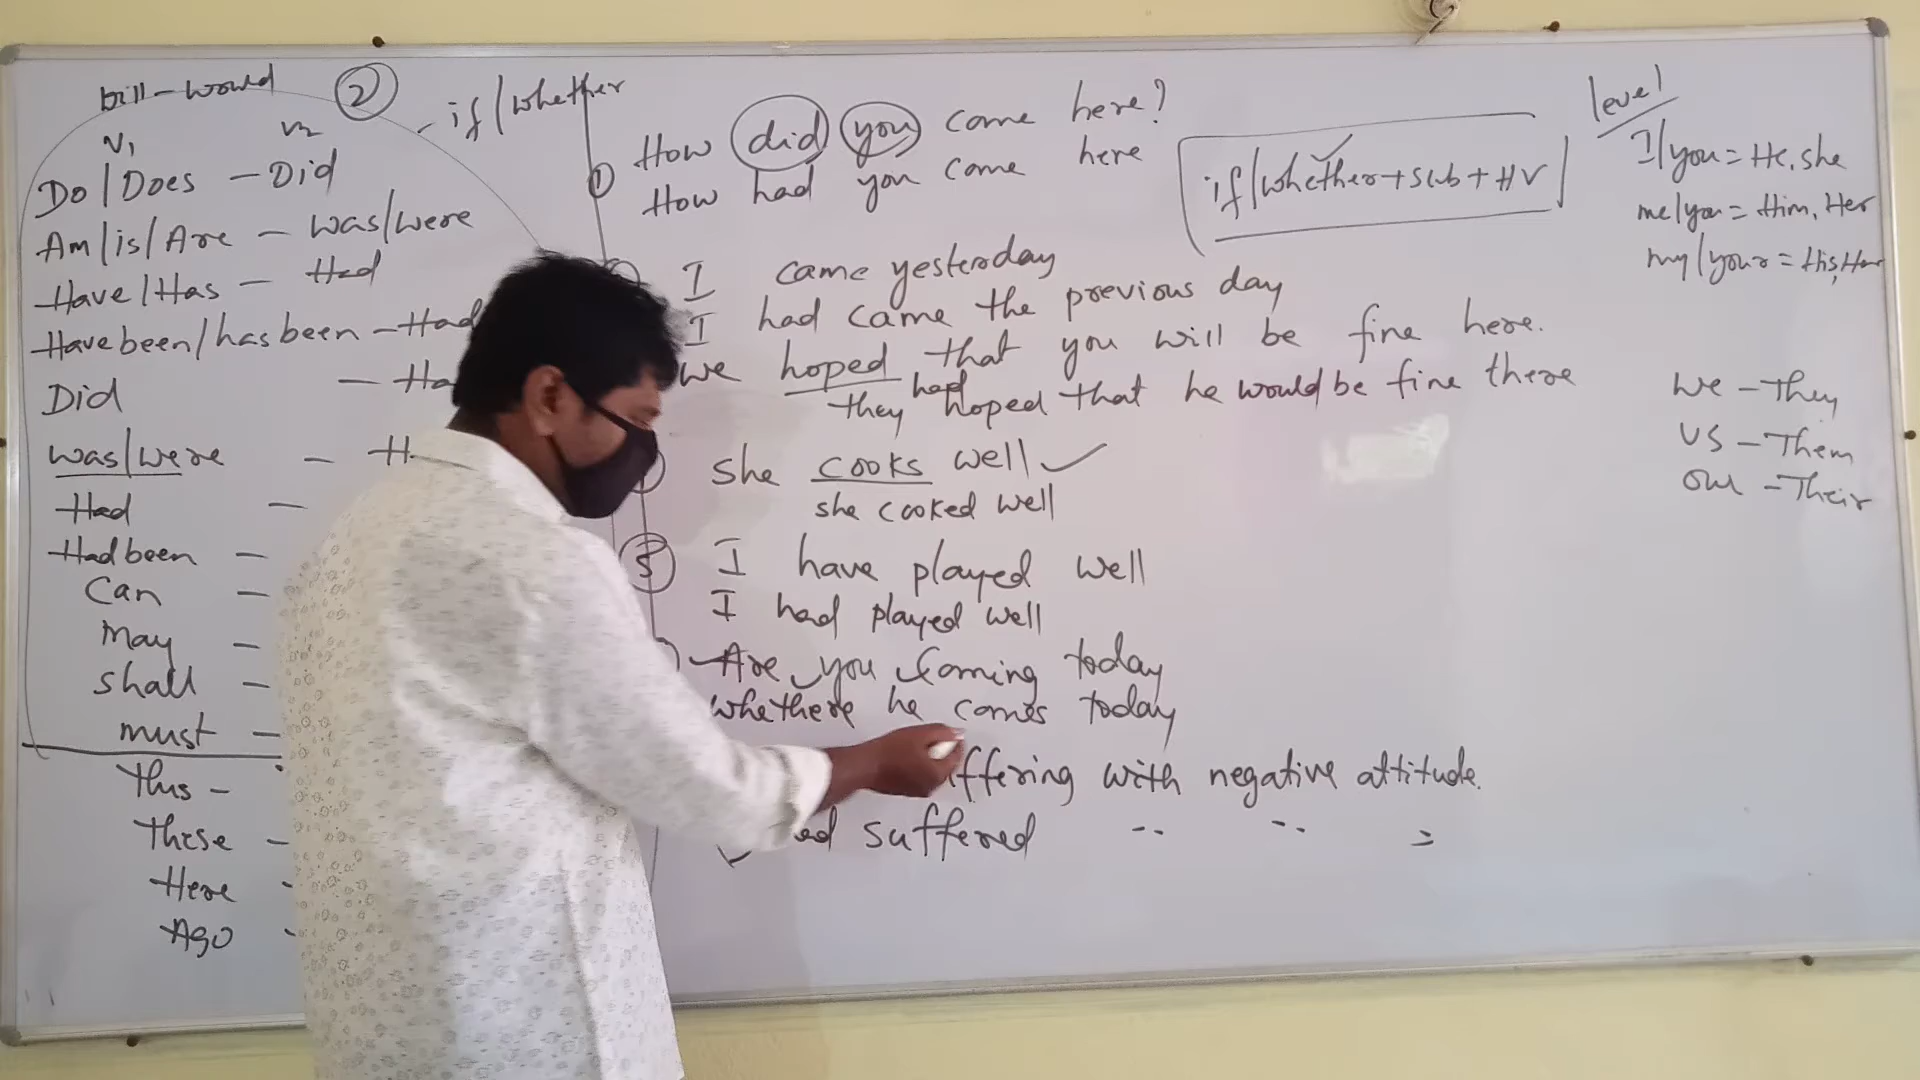 bill - would
2
- if / whether
V1 V2
Do / Does - Did
Am / is / Are - was / were
Have / Has - Had
Have been / has been - Had
Did - Ha
was / were - H
Had -
Had been -
Can -
May -
shall -
must -
This -
These -
Here -
Ago -
1 How did you come here?
How had you come here
I came yesterday
I had came the previous day
we hoped that you will be fine here.
they had hoped that he would be fine there
she cooks well ✓
she cooked well
5 I have played well
I had played well
Are you coming today
whethere he comes today
ffering with negative attitude.
ed suffered -- -- =
if / whether + sub + HV
level
I / you = He, she
me / you = Him, Her
my / your = His, Her
we - They
US - Them
our - Their